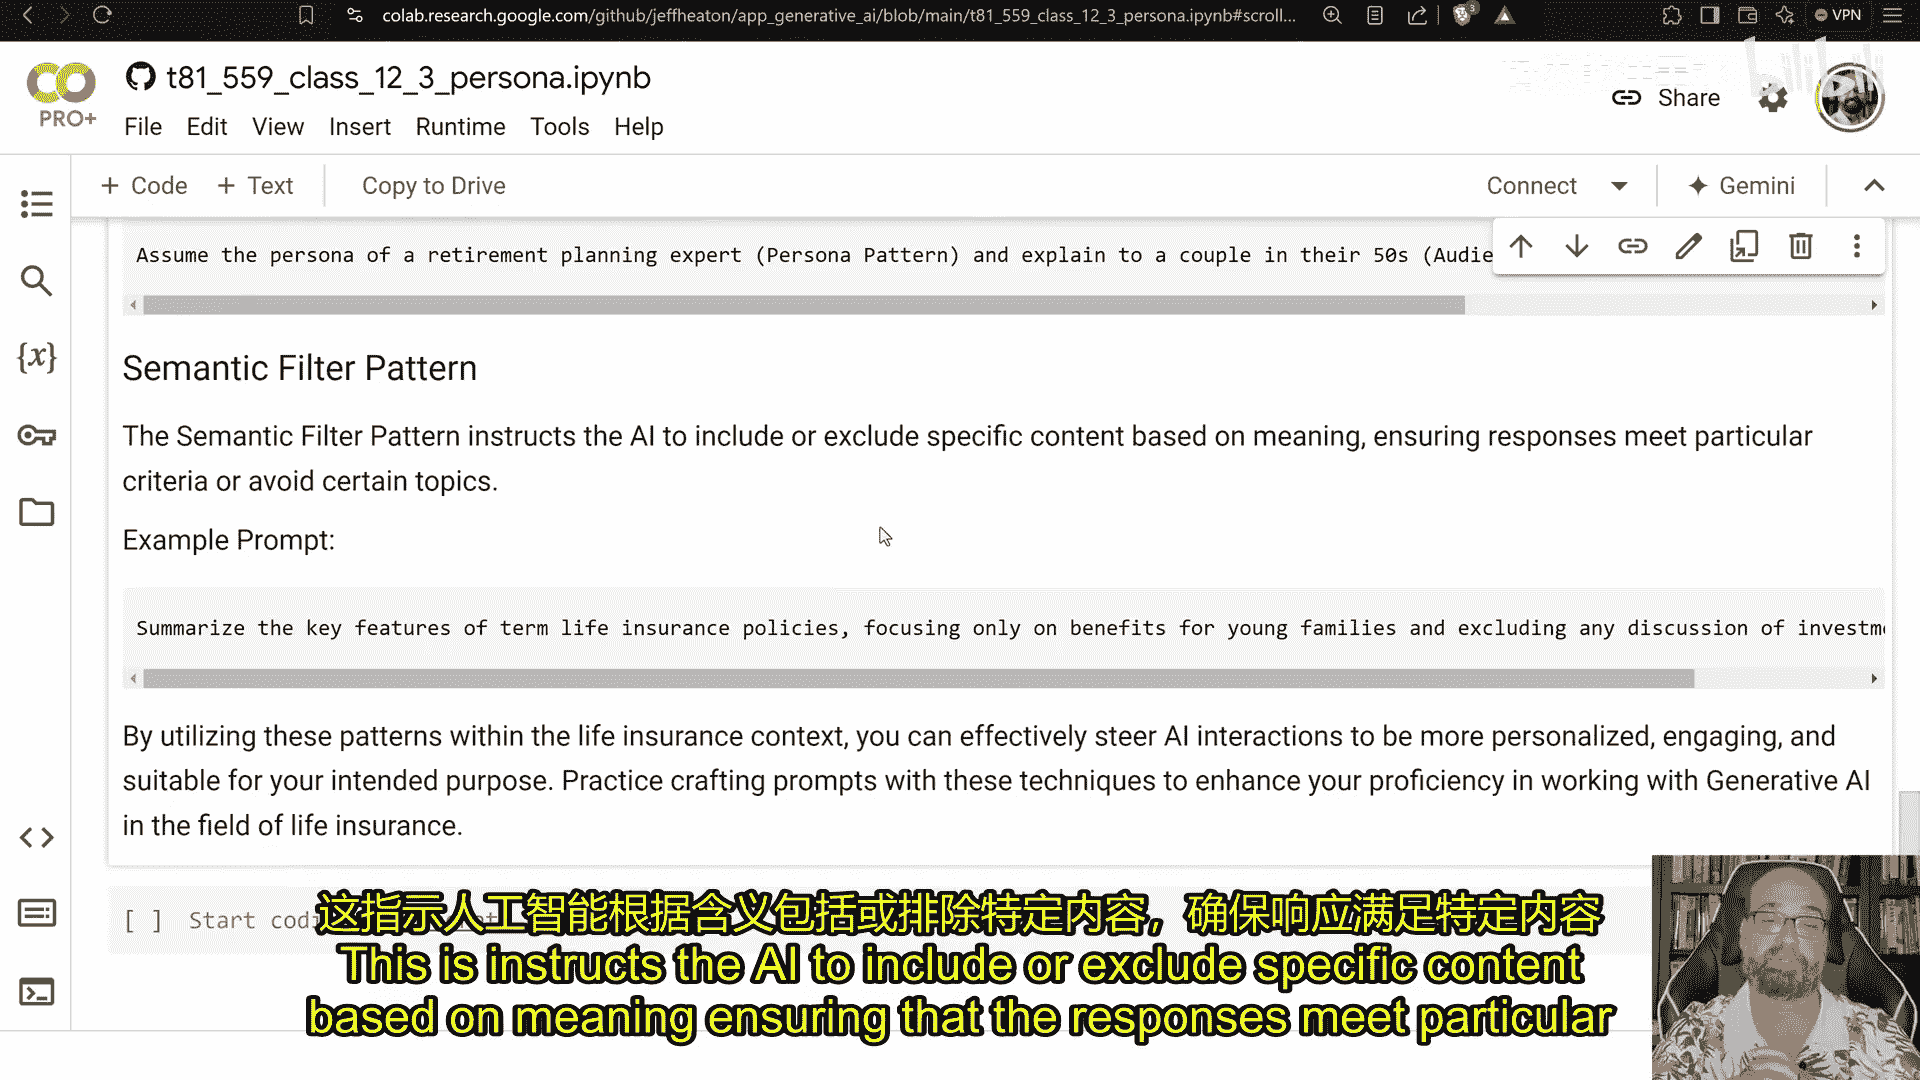 colab.research.google.com/github/jeffheaton/app_generative_ai/blob/main/t81_559_class_12_3_persona.ipynb#scroll...
3
VPN
PRO+
t81_559_class_12_3_persona.ipynb
File Edit View Insert Runtime Tools Help
Share
bilibili
+ Code + Text Copy to Drive
Connect Gemini
Assume the persona of a retirement planning expert (Persona Pattern) and explain to a couple in their 50s (Audie
Semantic Filter Pattern
The Semantic Filter Pattern instructs the AI to include or exclude specific content based on meaning, ensuring responses meet particular
criteria or avoid certain topics.
Example Prompt:
Summarize the key features of term life insurance policies, focusing only on benefits for young families and excluding any discussion of investm
By utilizing these patterns within the life insurance context, you can effectively steer AI interactions to be more personalized, engaging, and
suitable for your intended purpose. Practice crafting prompts with these techniques to enhance your proficiency in working with Generative AI
in the field of life insurance.
[ ] Start codi
这指示人工智能根据含义包括或排除特定内容，确保响应满足特定内容
This is instructs the AI to include or exclude specific content
based on meaning ensuring that the responses meet particular